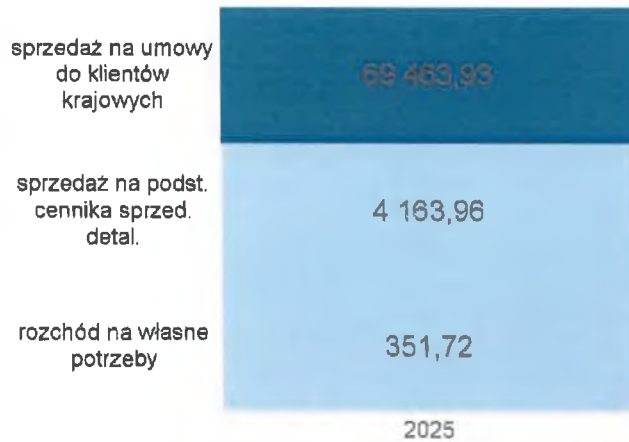 sprzedaż na umowy
do klientów
krajowych
69 463,93
sprzedaż na podst.
cennika sprzed.
detal.
4 163,96
rozchód na własne
potrzeby
351,72
2025